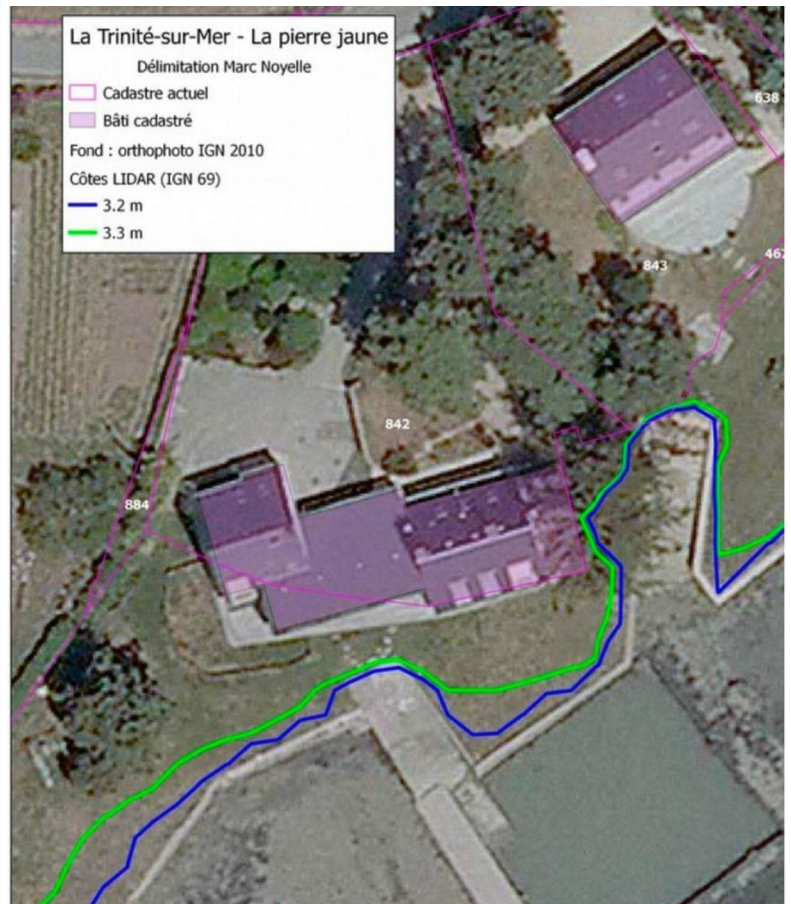 La Trinité-sur-Mer - La pierre jaune
Délimitation Marc Noyelle
Cadastre actuel
Bâti cadastré
Fond : orthophoto IGN 2010
Côtes LIDAR (IGN 69)
3.2 m
3.3 m
638
843
467
842
884